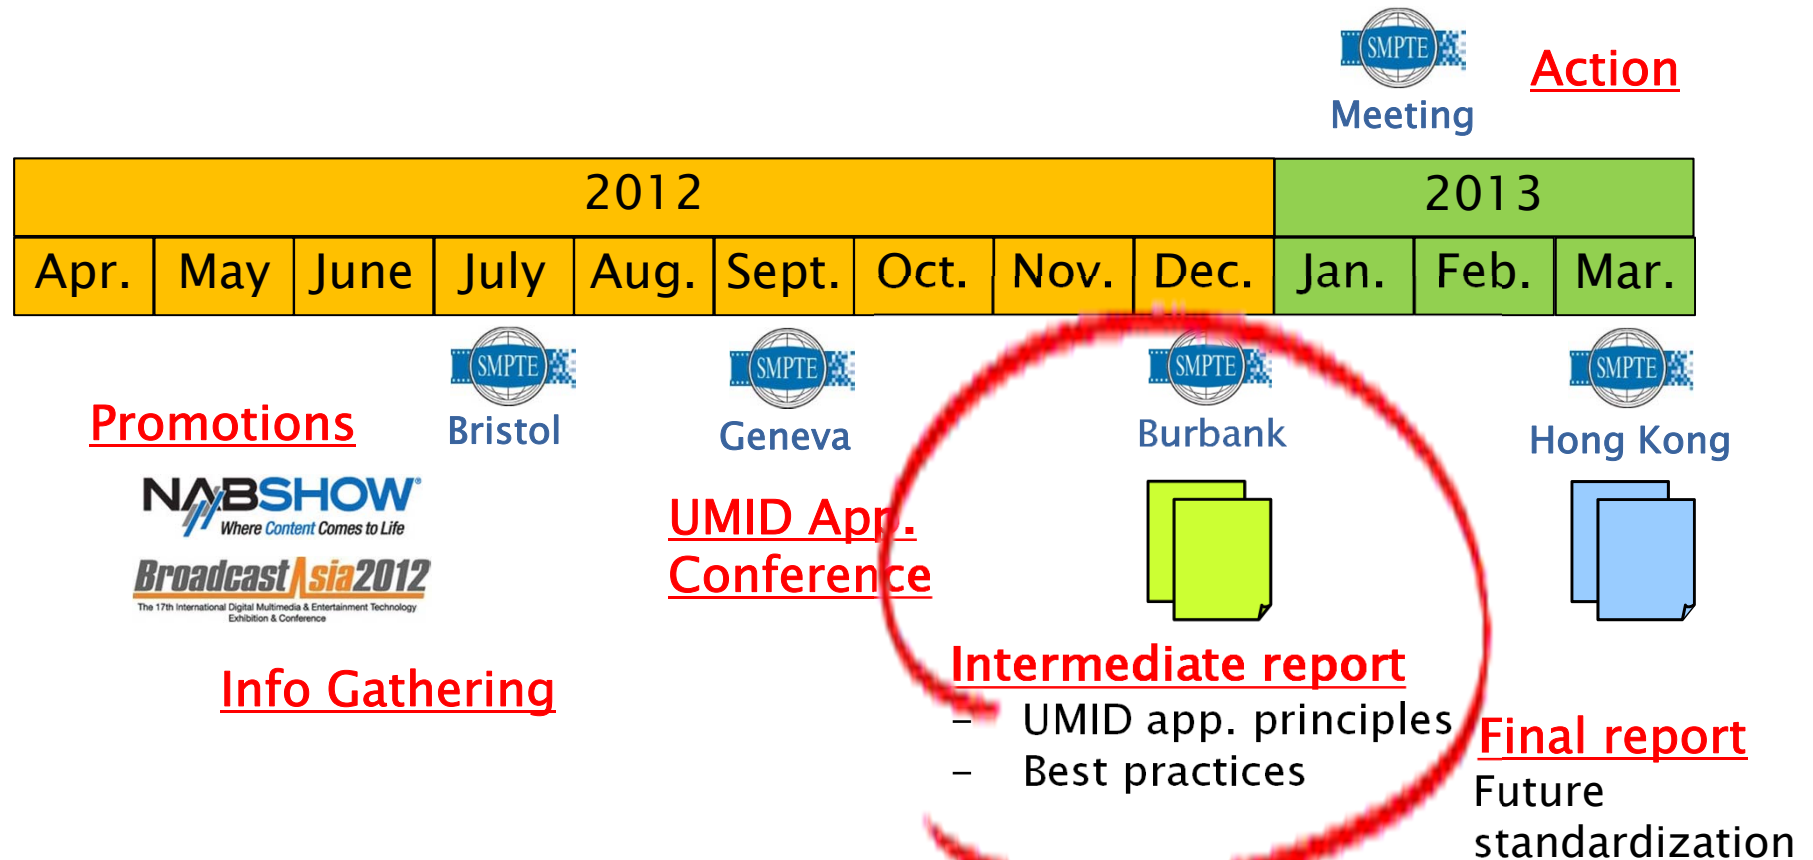 SMPTE
Meeting
Action
2012
2013
Apr.
May
June
July
Aug.
Sept.
Oct.
Nov.
Dec.
Jan.
Feb.
Mar.
SMPTE
Bristol
SMPTE
Geneva
SMPTE
Burbank
SMPTE
Hong Kong
Promotions
NABSHOW®
Where Content Comes to Life
BroadcastAsia2012
The 17th International Digital Multimedia & Entertainment Technology
Exhibition & Conference
Info Gathering
UMID App.
Conference
Intermediate report
– UMID app. principles
– Best practices
Final report
Future
standardization